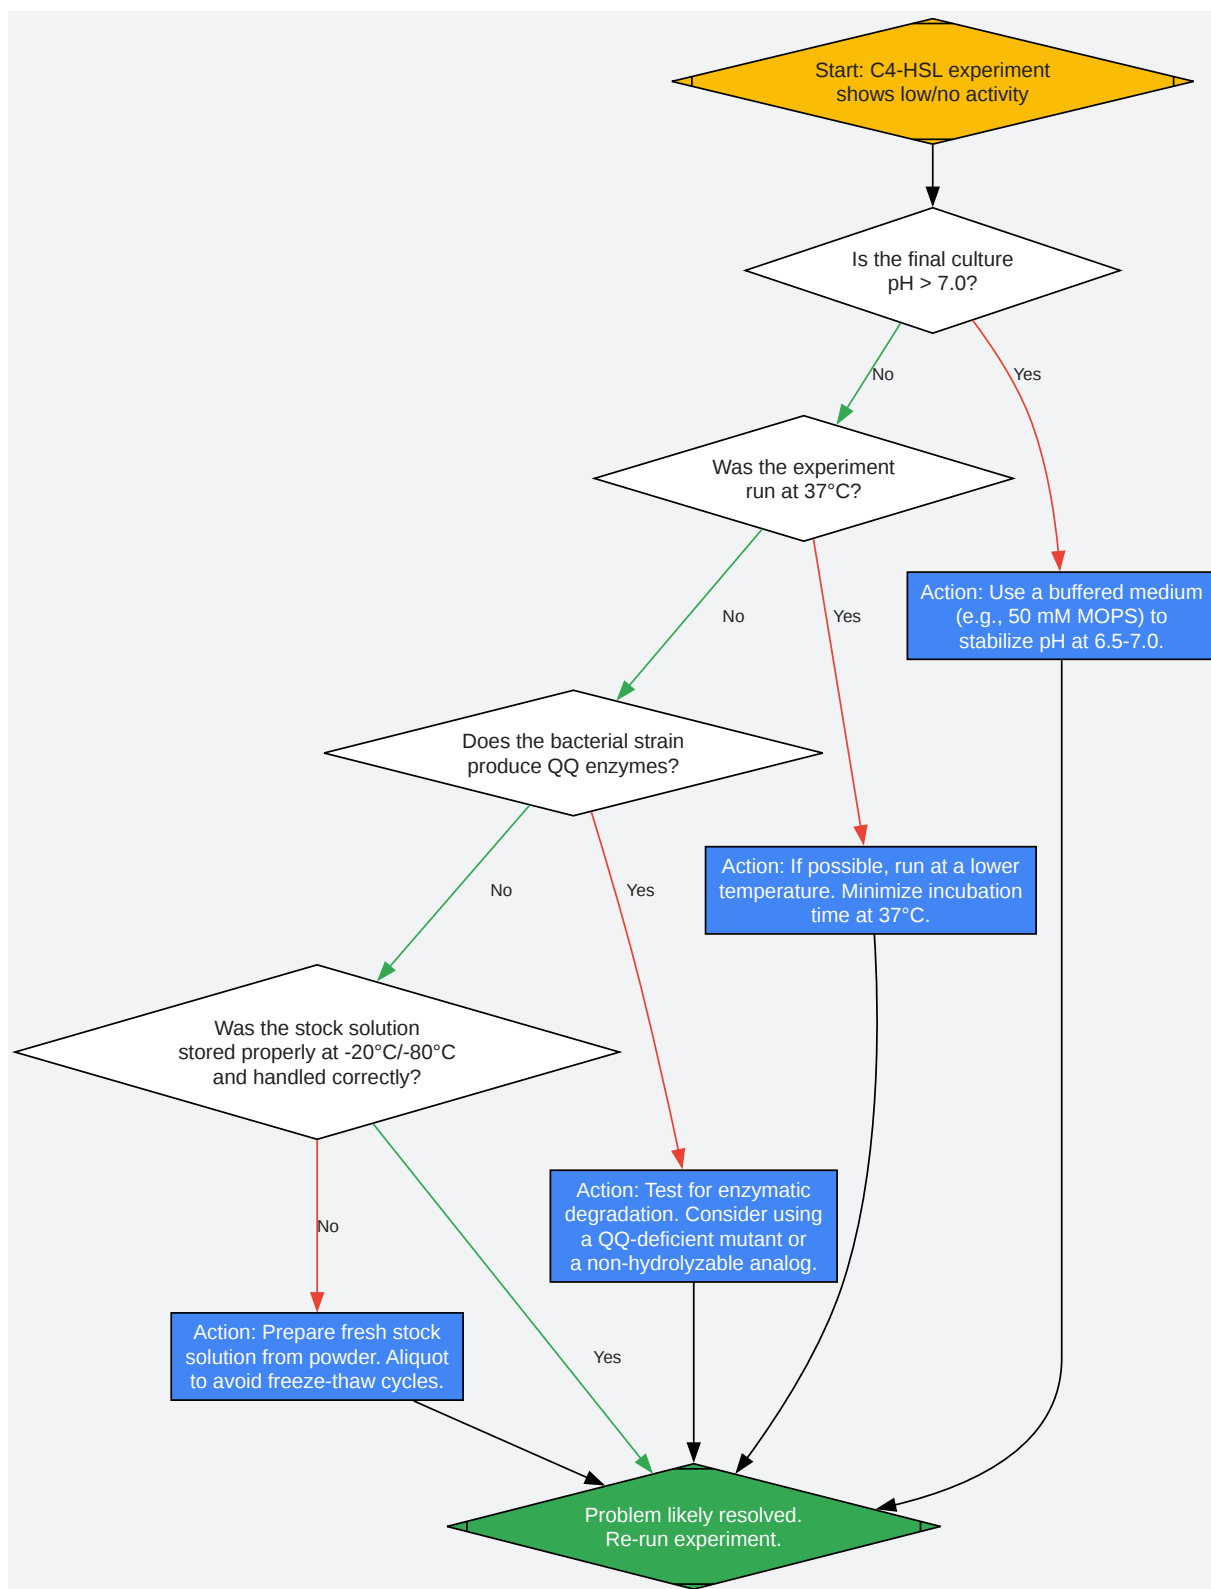 Start: C4-HSL experiment
shows low/no activity
Is the final culture
pH > 7.0?
No
Yes
Was the experiment
run at 37°C?
No
Yes
Action: Use a buffered medium
(e.g., 50 mM MOPS) to
stabilize pH at 6.5-7.0.
Does the bacterial strain
produce QQ enzymes?
No
Yes
Action: If possible, run at a lower
temperature. Minimize incubation
time at 37°C.
Was the stock solution
stored properly at -20°C/-80°C
and handled correctly?
No
Yes
Action: Test for enzymatic
degradation. Consider using
a QQ-deficient mutant or
a non-hydrolyzable analog.
Action: Prepare fresh stock
solution from powder. Aliquot
to avoid freeze-thaw cycles.
Problem likely resolved.
Re-run experiment.